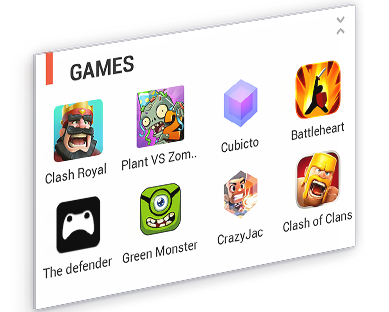 GAMES
Clash Royal
Plant VS Zom..
Cubicto
Battleheart
The defender
Green Monster
CrazyJac
Clash of Clans